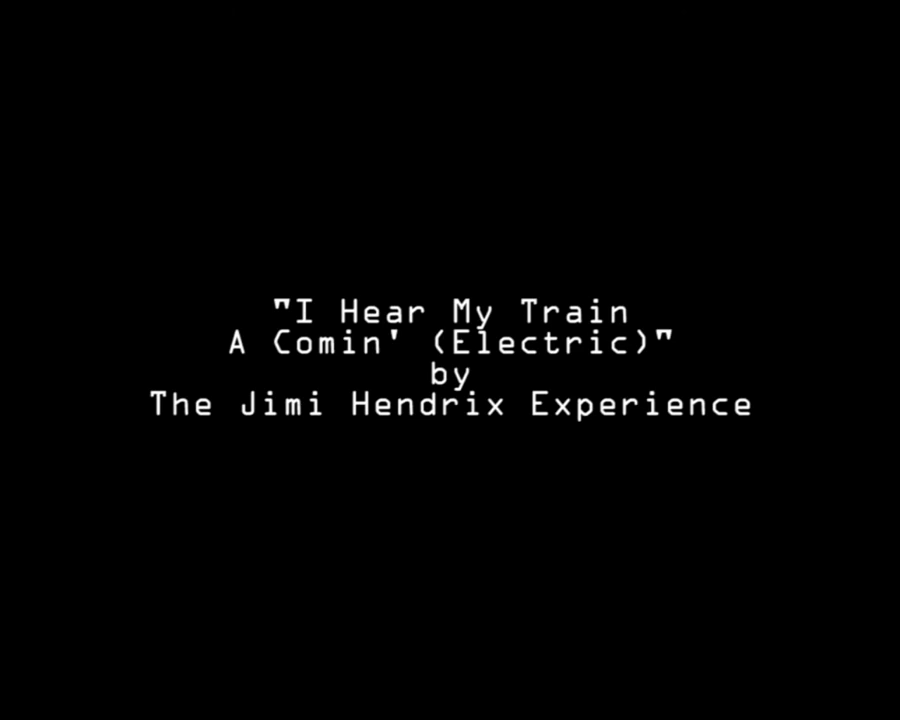 "I Hear My Train
A Comin' (Electric)"
by
The Jimi Hendrix Experience